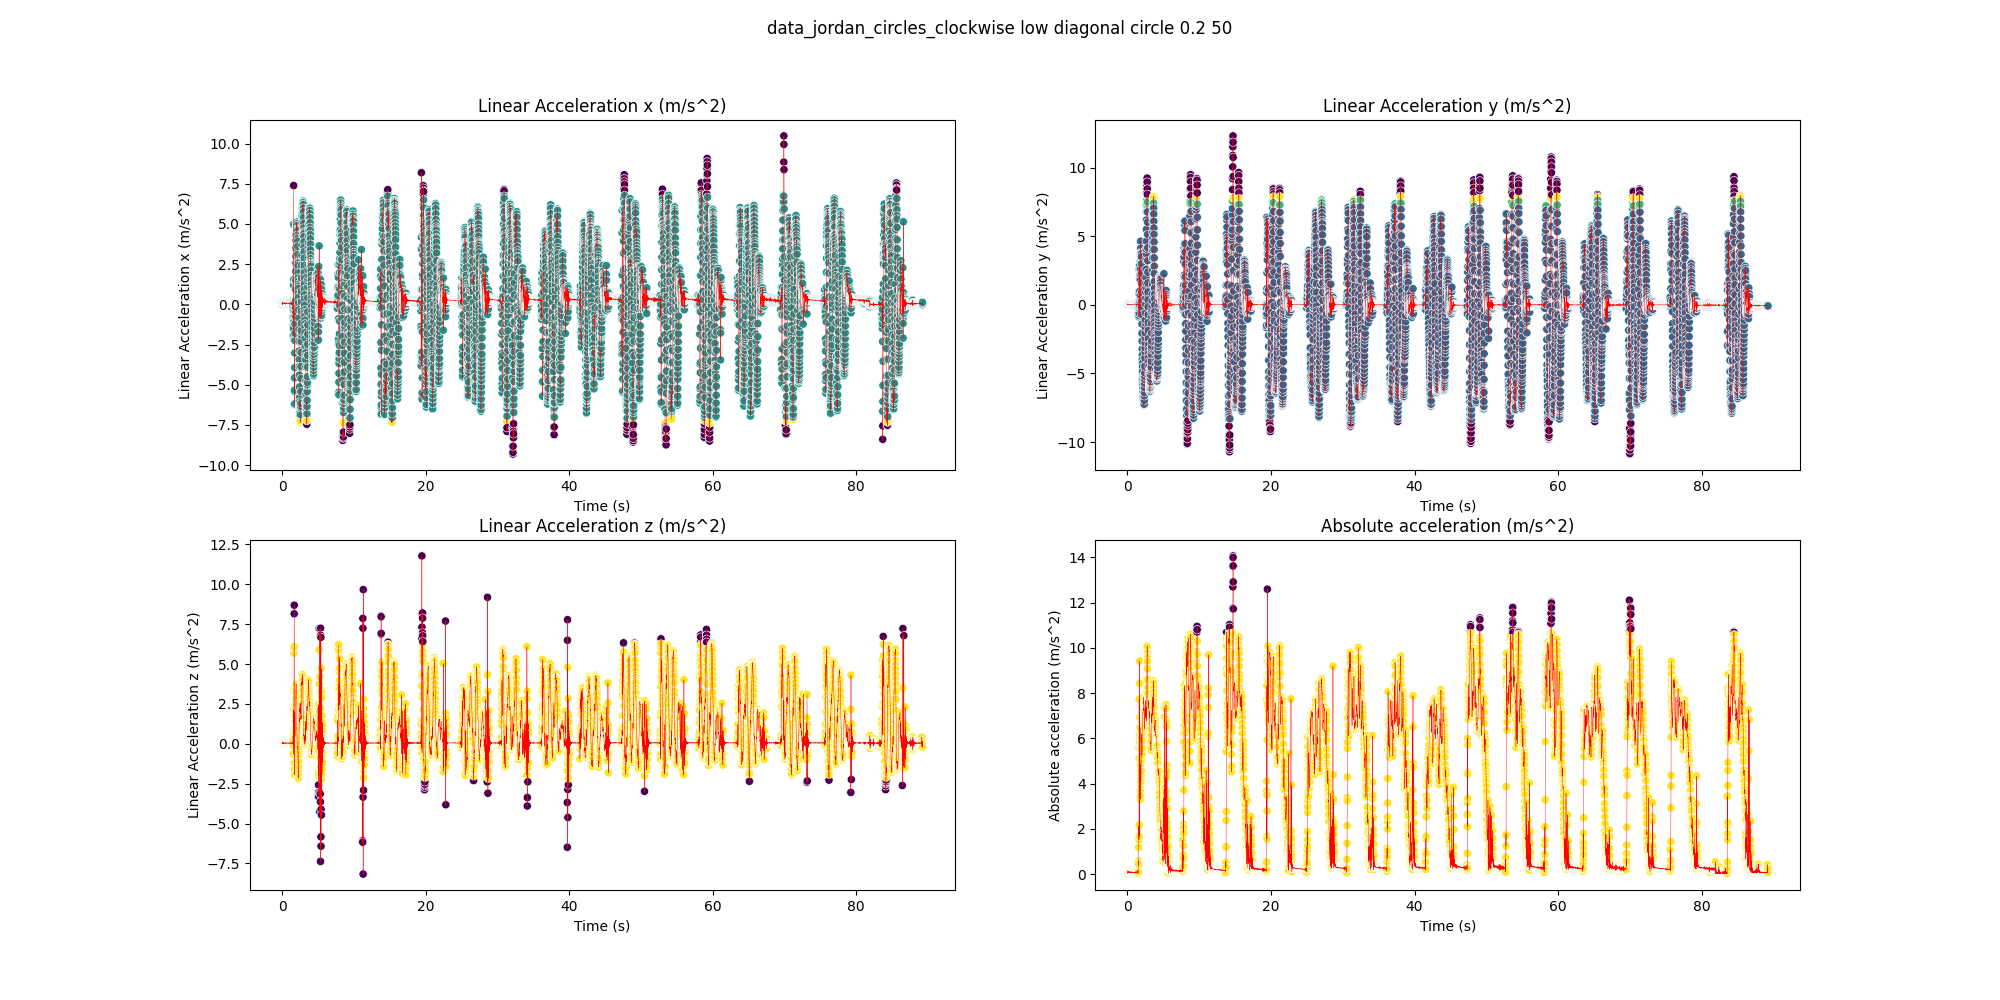 data_jordan_circles_clockwise low diagonal circle 0.2 50
Linear Acceleration x (m/s^2)
Linear Acceleration x (m/s^2)
10.0
7.5
5.0
2.5
0.0
−2.5
−5.0
−7.5
−10.0
0 20 40 60 80
Time (s)
Linear Acceleration y (m/s^2)
Linear Acceleration y (m/s^2)
10
5
0
−5
−10
0 20 40 60 80
Time (s)
Linear Acceleration z (m/s^2)
Linear Acceleration z (m/s^2)
12.5
10.0
7.5
5.0
2.5
0.0
−2.5
−5.0
−7.5
0 20 40 60 80
Time (s)
Absolute acceleration (m/s^2)
Absolute acceleration (m/s^2)
14
12
10
8
6
4
2
0
0 20 40 60 80
Time (s)